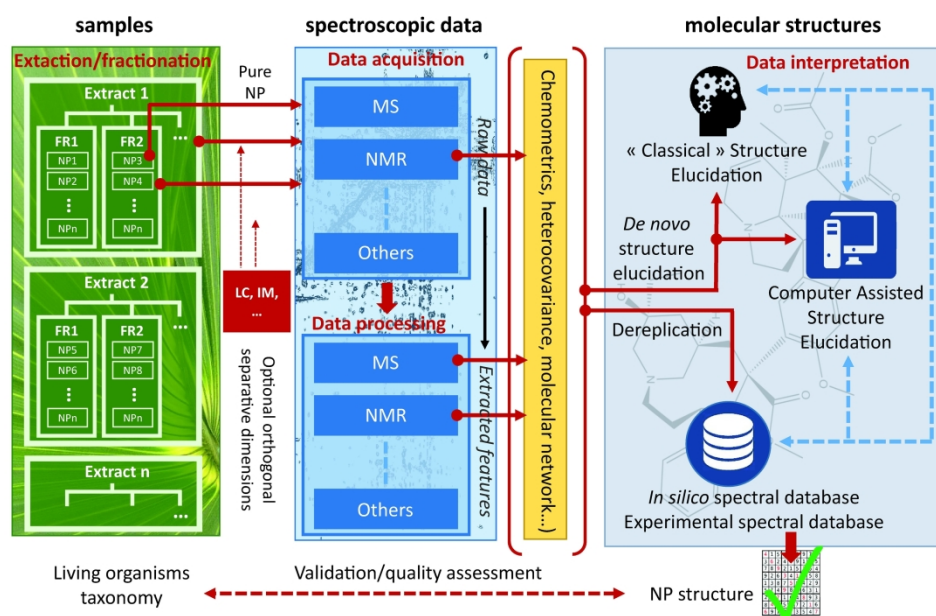 samples
Extaction/fractionation
Extract 1
FR1
NP1
NP2
NPn
FR2
NP3
NP4
NPn
...
Extract 2
FR1
NP5
NP6
NPn
FR2
NP7
NP8
NPn
...
Extract n
...
Pure
NP
LC, IM,
...
Optional orthogonal
separative dimensions
spectroscopic data
Data acquisition
MS
NMR
Others
Raw data
Data processing
MS
NMR
Others
Extracted features
Chemometrics, heterocovariance, molecular network...)
molecular structures
Data interpretation
« Classical » Structure
Elucidation
De novo
structure
elucidation
Computer Assisted
Structure
Elucidation
Dereplication
In silico spectral database
Experimental spectral database
Living organisms
taxonomy
Validation/quality assessment
NP structure